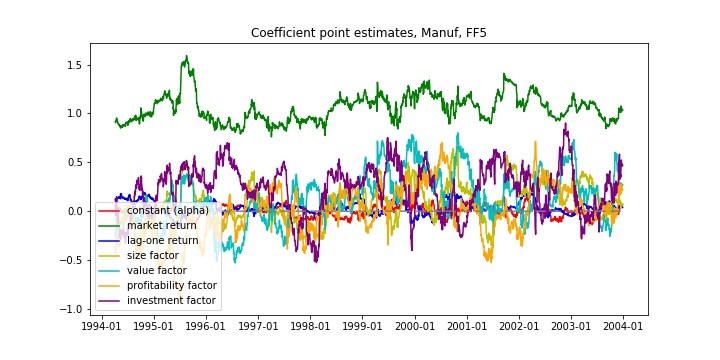 Coefficient point estimates, Manuf, FF5
1.5
1.0
0.5
0.0
−0.5
−1.0
constant (alpha)
market return
lag-one return
size factor
value factor
profitability factor
investment factor
1994-01 1995-01 1996-01 1997-01 1998-01 1999-01 2000-01 2001-01 2002-01 2003-01 2004-01